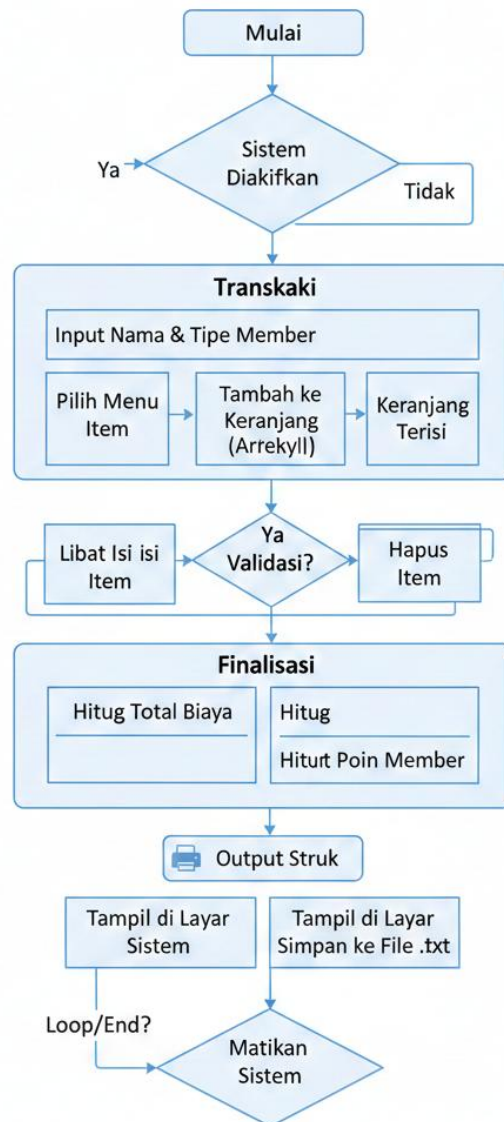 Mulai
Sistem
Diakifkan
Ya
Tidak
Transkaki
Input Nama & Tipe Member
Pilih Menu
Item
Tambah ke
Keranjang
(Arrekyll)
Keranjang
Terisi
Libat Isi isi
Item
Ya
Validasi?
Hapus
Item
Finalisasi
Hitug Total Biaya
Hitug
Hiturt Poin Member
Output Struk
Tampil di Layar
Sistem
Tampil di Layar
Simpan ke File .txt
Loop/End?
Matikan
Sistem